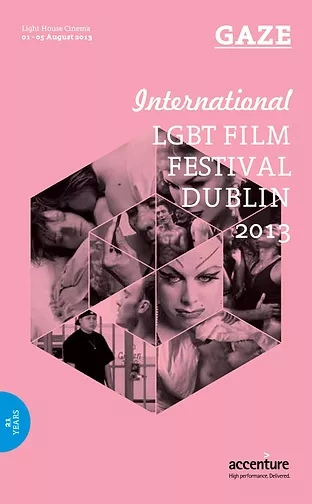 Light House Cinema
01 - 05 August 2013
GAZE
International
LGBT FILM
FESTIVAL
DUBLIN
2013
21
YEARS
accenture
High performance. Delivered.